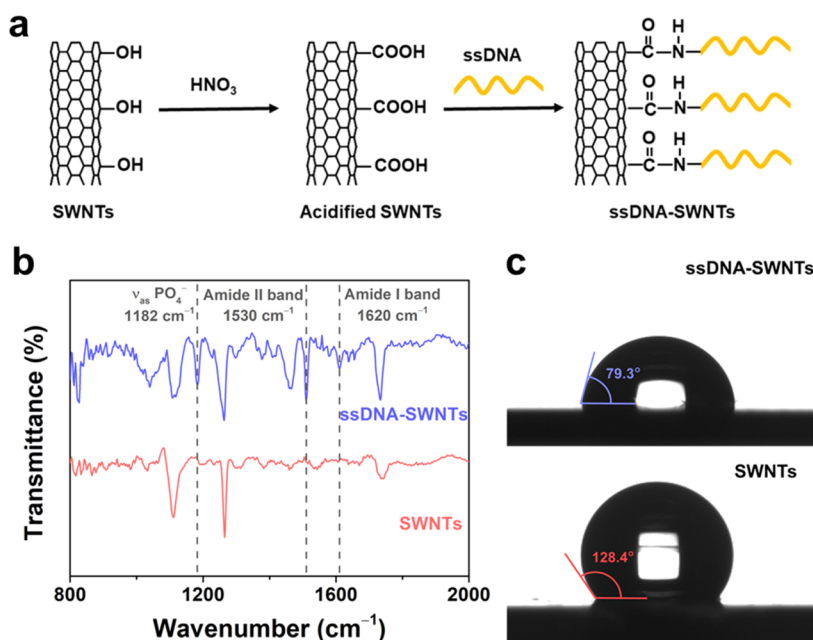 a
OH
OH
OH
SWNTs
HNO₃
COOH
COOH
COOH
Acidified SWNTs
ssDNA
O H
C N
O H
C N
O H
C N
ssDNA-SWNTs
b
νas PO₄⁻
1182 cm⁻¹
Amide II band
1530 cm⁻¹
Amide I band
1620 cm⁻¹
ssDNA-SWNTs
SWNTs
Transmittance (%)
800 1200 1600 2000
Wavenumber (cm⁻¹)
c
ssDNA-SWNTs
79.3°
SWNTs
128.4°